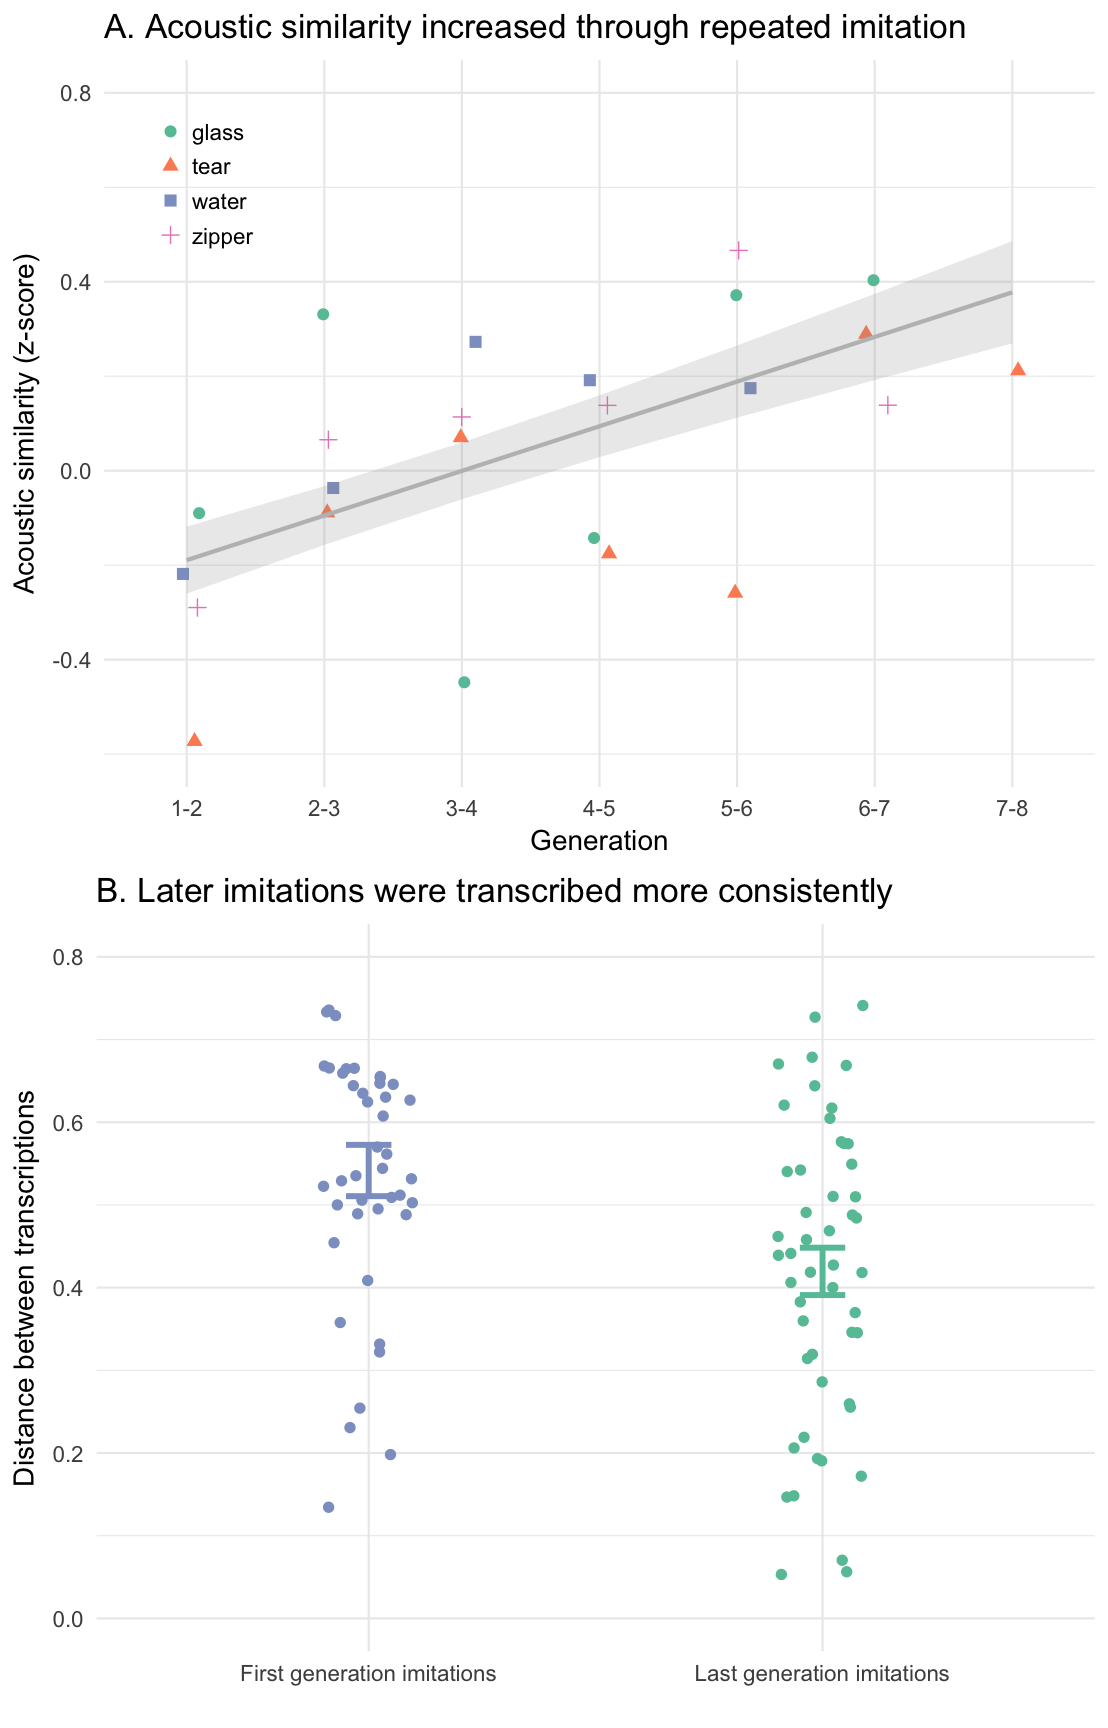 A. Acoustic similarity increased through repeated imitation
Acoustic similarity (z-score)
0.8
0.4
0.0
-0.4
glass
tear
water
zipper
1-2 2-3 3-4 4-5 5-6 6-7 7-8
Generation
B. Later imitations were transcribed more consistently
Distance between transcriptions
0.8
0.6
0.4
0.2
0.0
First generation imitations Last generation imitations